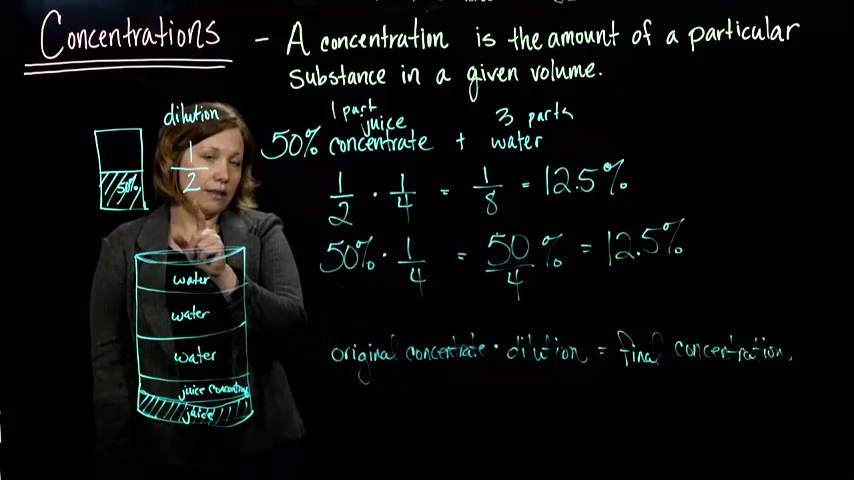 Concentrations - A concentration is the amount of a particular
substance in a given volume.
dilution
1/2
50%
1 part 3 parts
juice
50% concentrate + water
1/2 · 1/4 = 1/8 = 12.5%
50% · 1/4 = 50/4 % = 12.5%
original concentrate · dilution = final concentration.
water
water
water
juice concentrate
juice